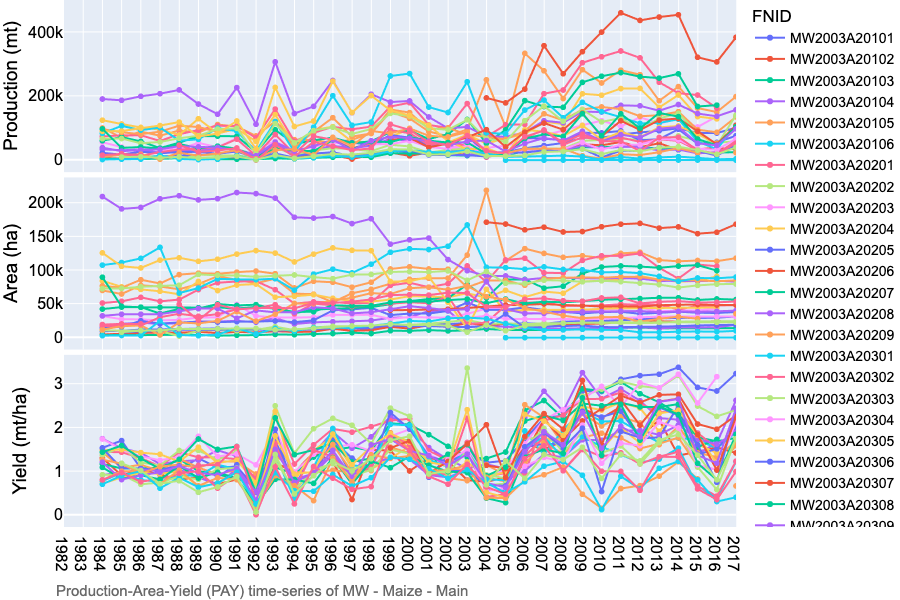 FNID
Production (mt)
400k
200k
0
Area (ha)
200k
150k
100k
50k
0
Yield (mt/ha)
3
2
1
0
1982 1983 1984 1985 1986 1987 1988 1989 1990 1991 1992 1993 1994 1995 1996 1997 1998 1999 2000 2001 2002 2003 2004 2005 2006 2007 2008 2009 2010 2011 2012 2013 2014 2015 2016 2017
MW2003A20101
MW2003A20102
MW2003A20103
MW2003A20104
MW2003A20105
MW2003A20106
MW2003A20201
MW2003A20202
MW2003A20203
MW2003A20204
MW2003A20205
MW2003A20206
MW2003A20207
MW2003A20208
MW2003A20209
MW2003A20301
MW2003A20302
MW2003A20303
MW2003A20304
MW2003A20305
MW2003A20306
MW2003A20307
MW2003A20308
MW2003A20309
Production-Area-Yield (PAY) time-series of MW - Maize - Main